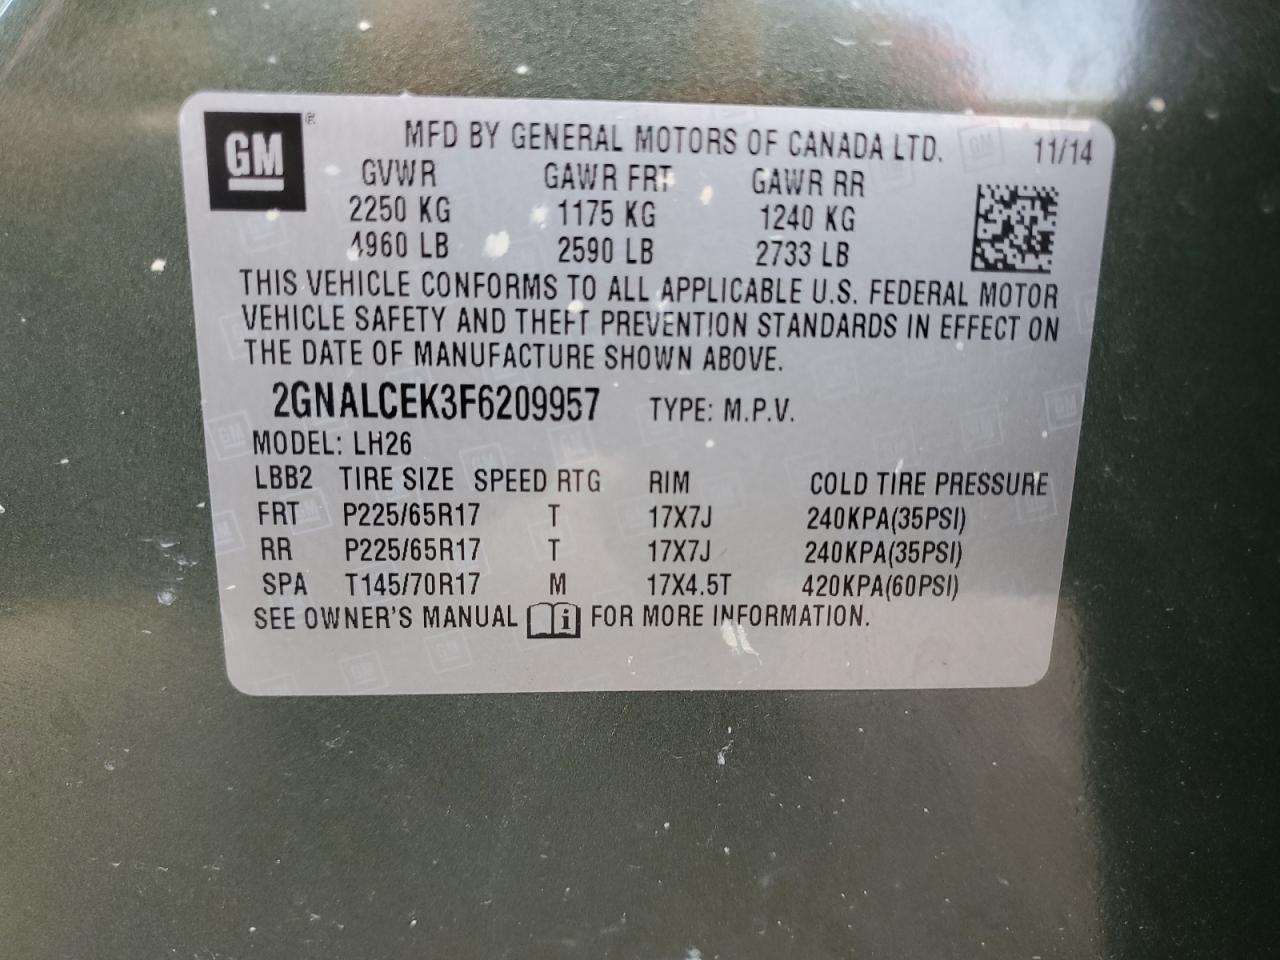 GM ® MFD BY GENERAL MOTORS OF CANADA LTD. 11/14
GVWR GAWR FRT GAWR RR
2250 KG 1175 KG 1240 KG
4960 LB 2590 LB 2733 LB
THIS VEHICLE CONFORMS TO ALL APPLICABLE U.S. FEDERAL MOTOR
VEHICLE SAFETY AND THEFT PREVENTION STANDARDS IN EFFECT ON
THE DATE OF MANUFACTURE SHOWN ABOVE.
2GNALCEK3F6209957 TYPE: M.P.V.
MODEL: LH26
LBB2 TIRE SIZE SPEED RTG RIM COLD TIRE PRESSURE
FRT P225/65R17 T 17X7J 240KPA(35PSI)
RR P225/65R17 T 17X7J 240KPA(35PSI)
SPA T145/70R17 M 17X4.5T 420KPA(60PSI)
SEE OWNER'S MANUAL i FOR MORE INFORMATION.